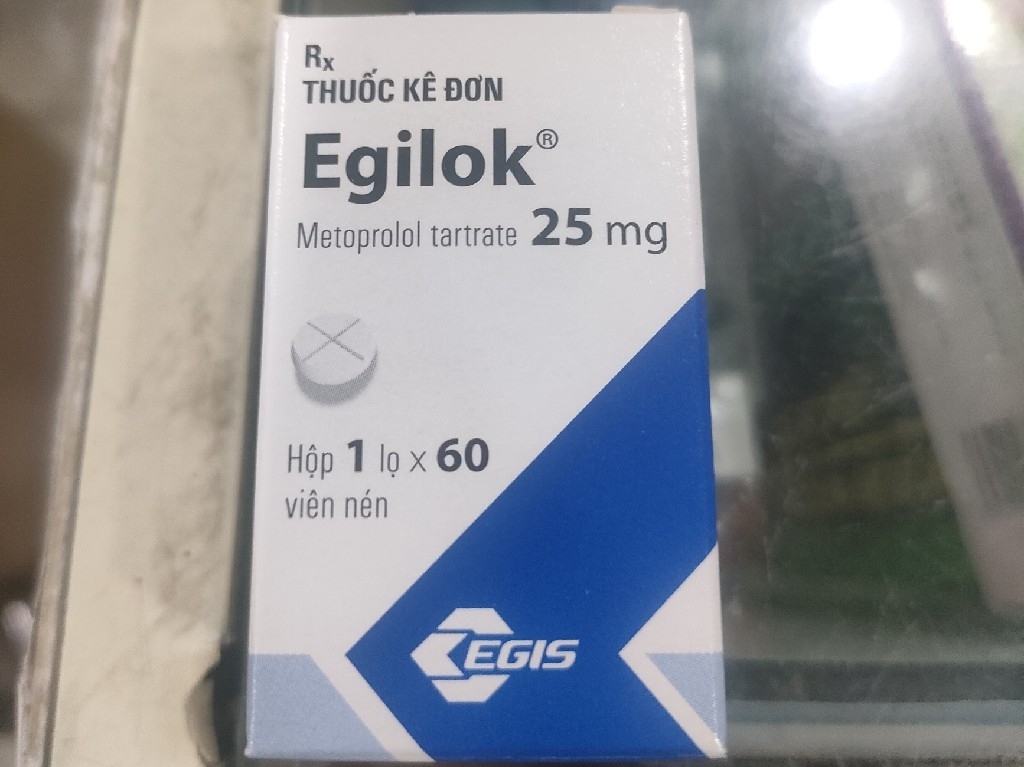 Rx
THUỐC KÊ ĐƠN
Egilok®
Metoprolol tartrate 25 mg
Hộp 1 lọ x 60
viên nén
EGIS